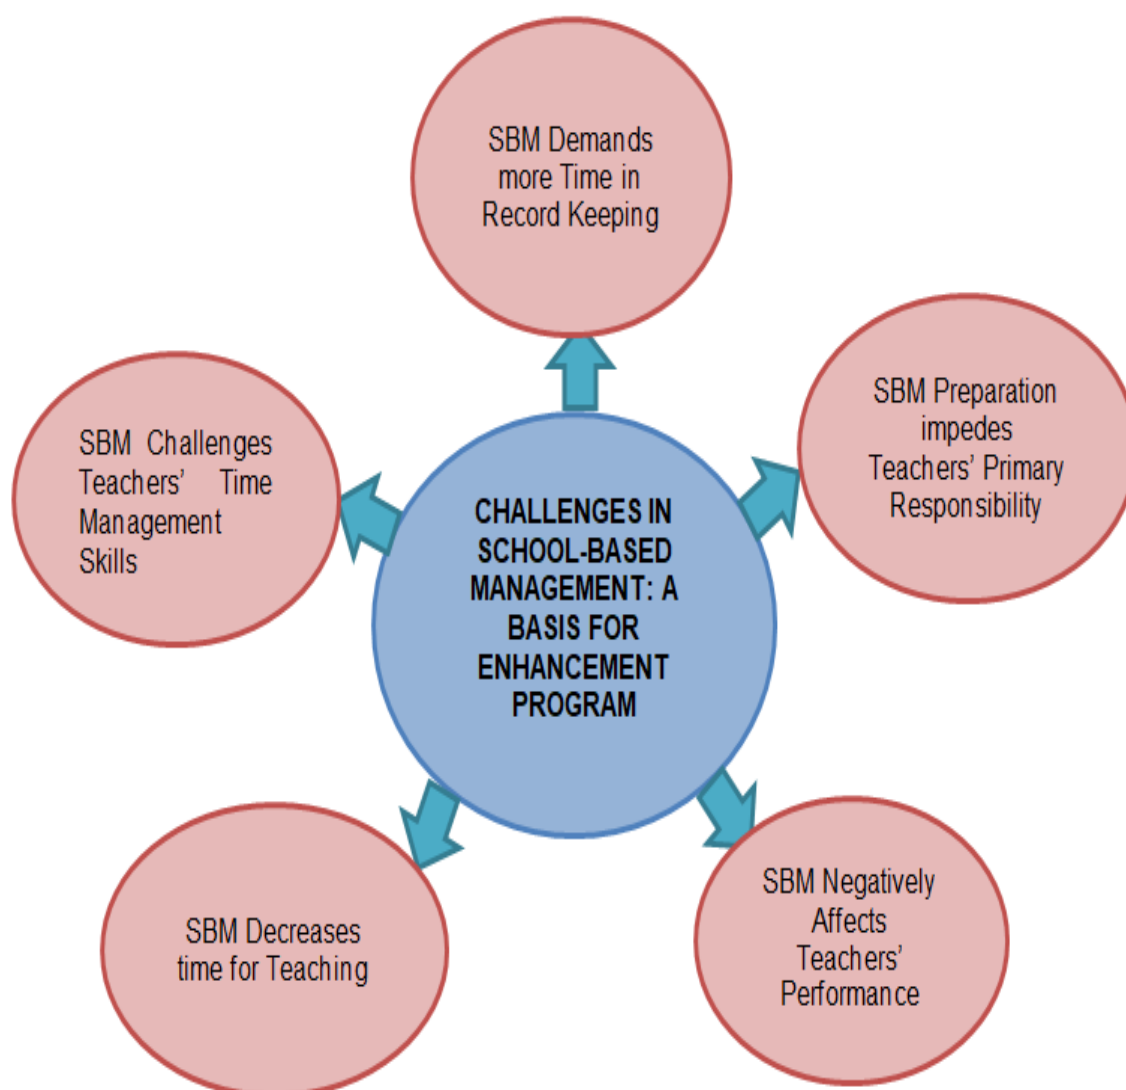 SBM Demands
more Time in
Record Keeping
SBM Preparation
impedes
Teachers’ Primary
Responsibility
SBM Challenges
Teachers’ Time
Management
Skills
CHALLENGES IN
SCHOOL-BASED
MANAGEMENT: A
BASIS FOR
ENHANCEMENT
PROGRAM
SBM Negatively
Affects
Teachers’
Performance
SBM Decreases
time for Teaching